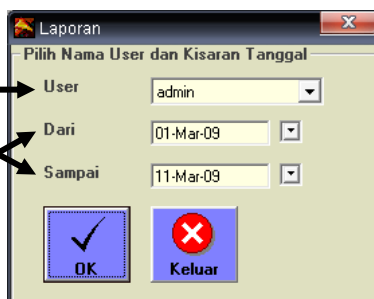 Laporan
Pilih Nama User dan Kisaran Tanggal
User admin
Dari 01-Mar-09
Sampai 11-Mar-09
OK Keluar